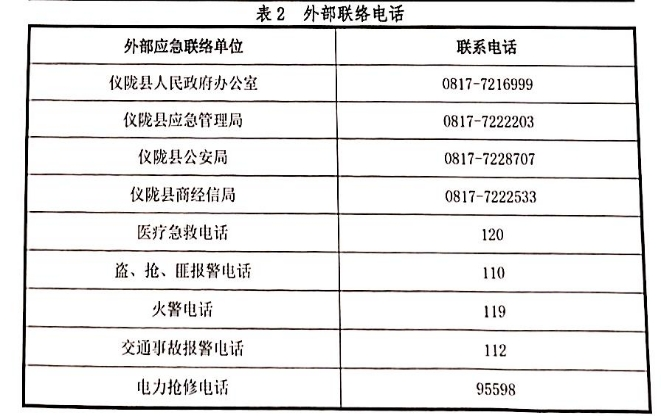 表2 外部联络电话
外部应急联络单位 联系电话
仪陇县人民政府办公室 0817-7216999
仪陇县应急管理局 0817-7222203
仪陇县公安局 0817-7228707
仪陇县商经信局 0817-7222533
医疗急救电话 120
盗、抢、匪报警电话 110
火警电话 119
交通事故报警电话 112
电力抢修电话 95598